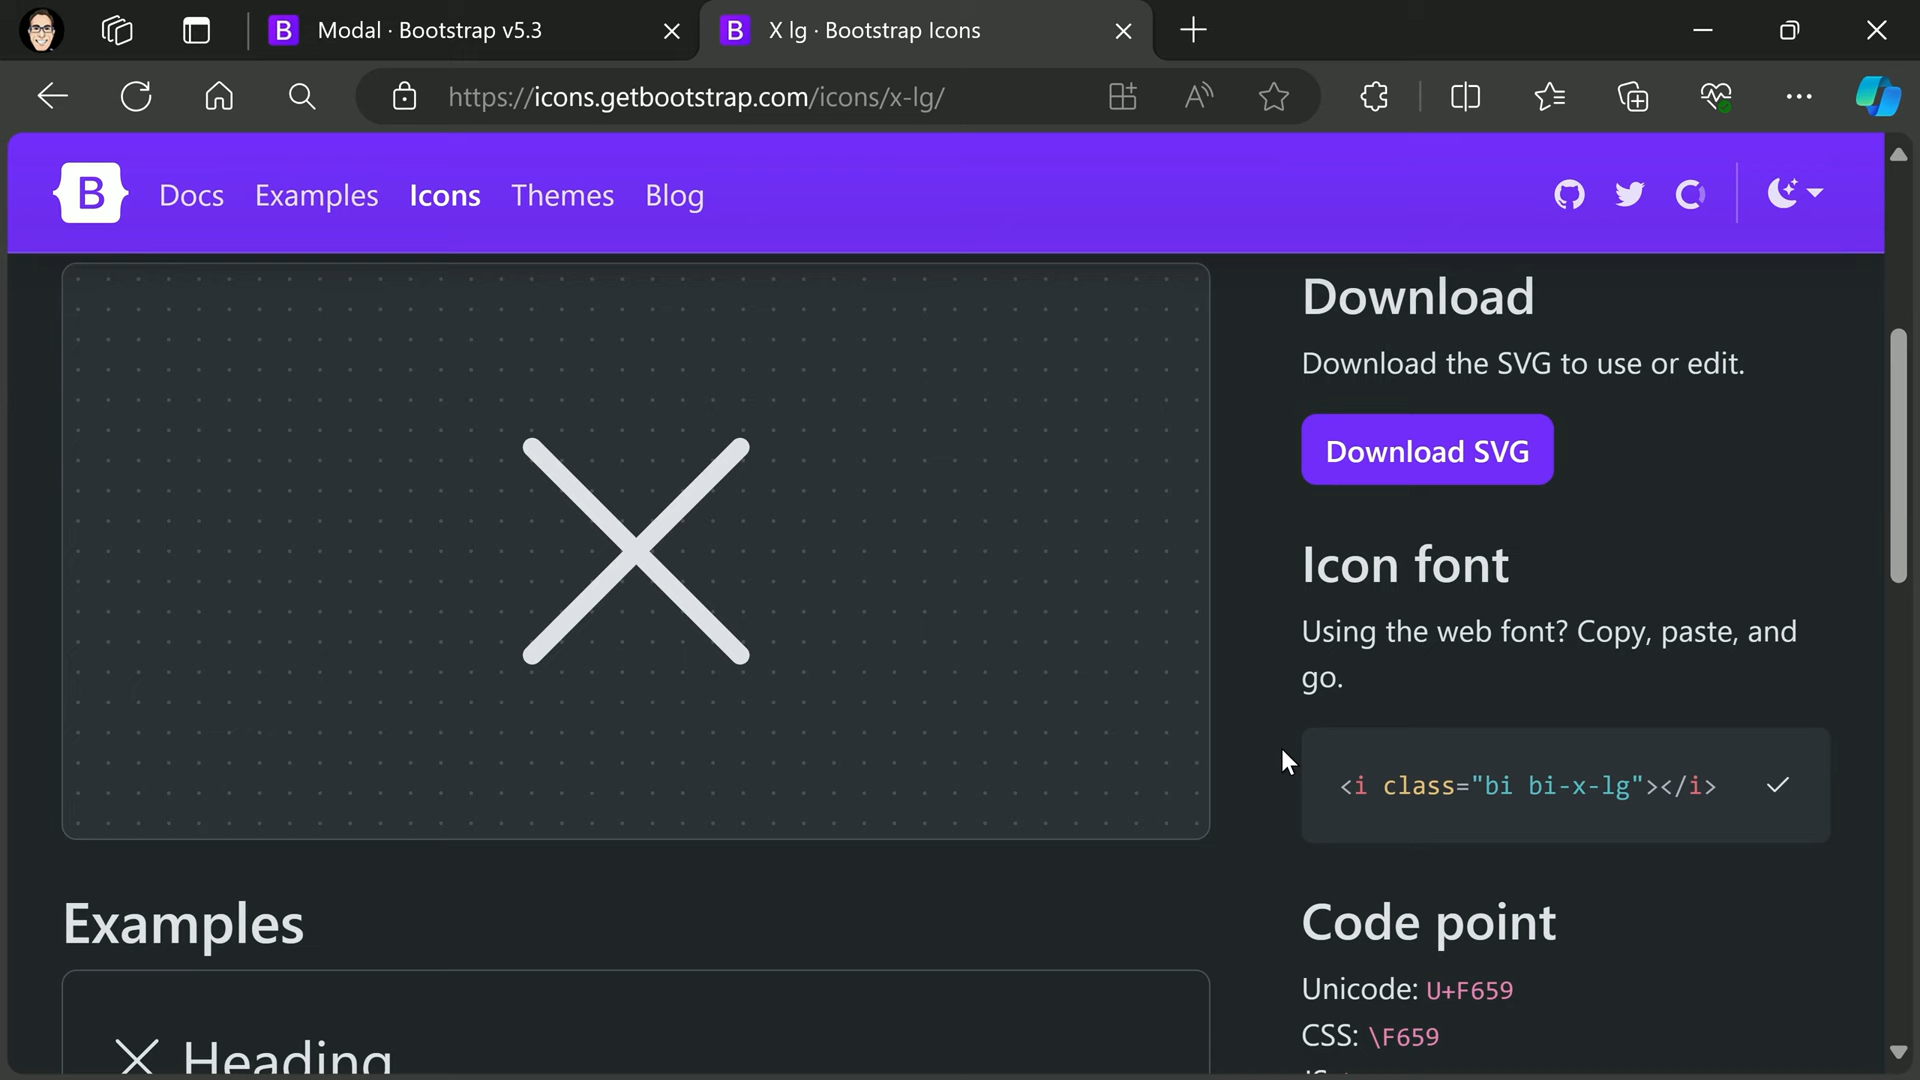 Modal · Bootstrap v5.3
X lg · Bootstrap Icons
https://icons.getbootstrap.com/icons/x-lg/
B Docs Examples Icons Themes Blog
Download
Download the SVG to use or edit.
Download SVG
Icon font
Using the web font? Copy, paste, and
go.
<i class="bi bi-x-lg"></i>
Examples
Heading
Code point
Unicode: U+F659
CSS: \F659